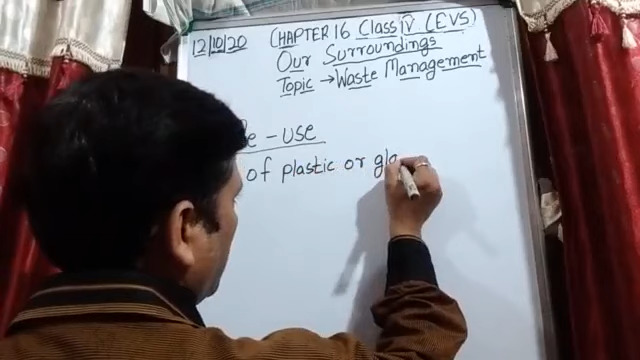 12/10/20 CHAPTER 16 Class IV (EVS)
Our Surroundings
Topic → Waste Management
e - use
of plastic or gla